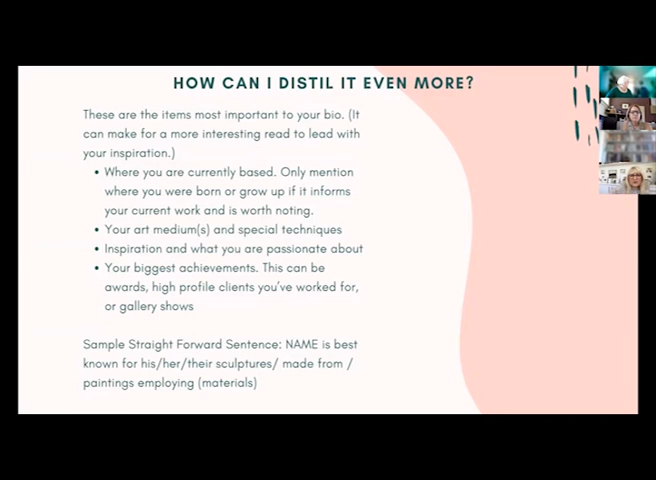 HOW CAN I DISTIL IT EVEN MORE?
These are the items most important to your bio. (It
can make for a more interesting read to lead with
your inspiration.)
• Where you are currently based. Only mention
where you were born or grow up if it informs
your current work and is worth noting.
• Your art medium(s) and special techniques
• Inspiration and what you are passionate about
• Your biggest achievements. This can be
awards, high profile clients you've worked for,
or gallery shows
Sample Straight Forward Sentence: NAME is best
known for his/her/their sculptures/ made from /
paintings employing (materials)